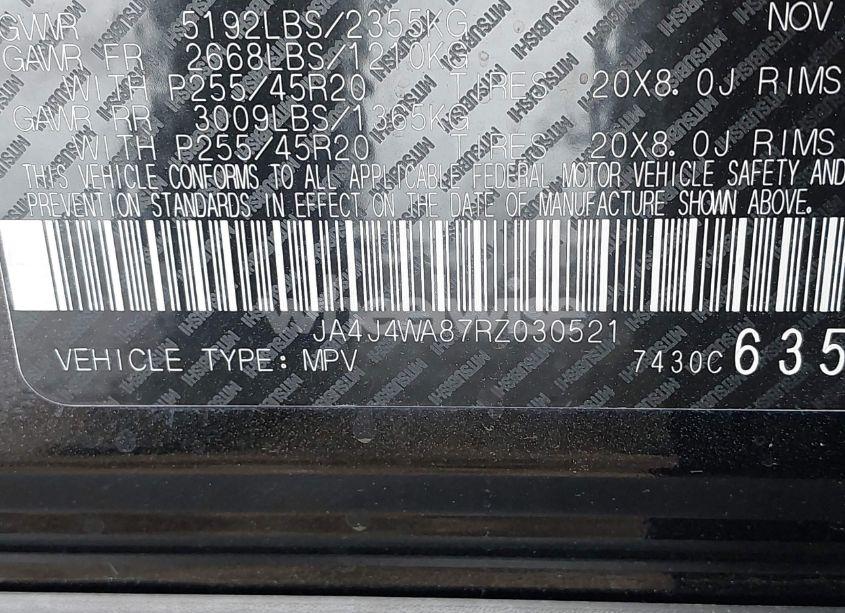 GVWR 5192LBS/2355KG NOV
GAWR FR 2668LBS/1210KG
WITH P255/45R20 TIRES 20X8.0J RIMS
GAWR RR 3009LBS/1365KG
WITH P255/45R20 TIRES 20X8.0J RIMS
THIS VEHICLE CONFORMS TO ALL APPLICABLE FEDERAL MOTOR VEHICLE SAFETY AND
PREVENTION STANDARDS IN EFFECT ON THE DATE OF MANUFACTURE SHOWN ABOVE.
JA4J4WA87RZ030521
VEHICLE TYPE: MPV 7430C 635